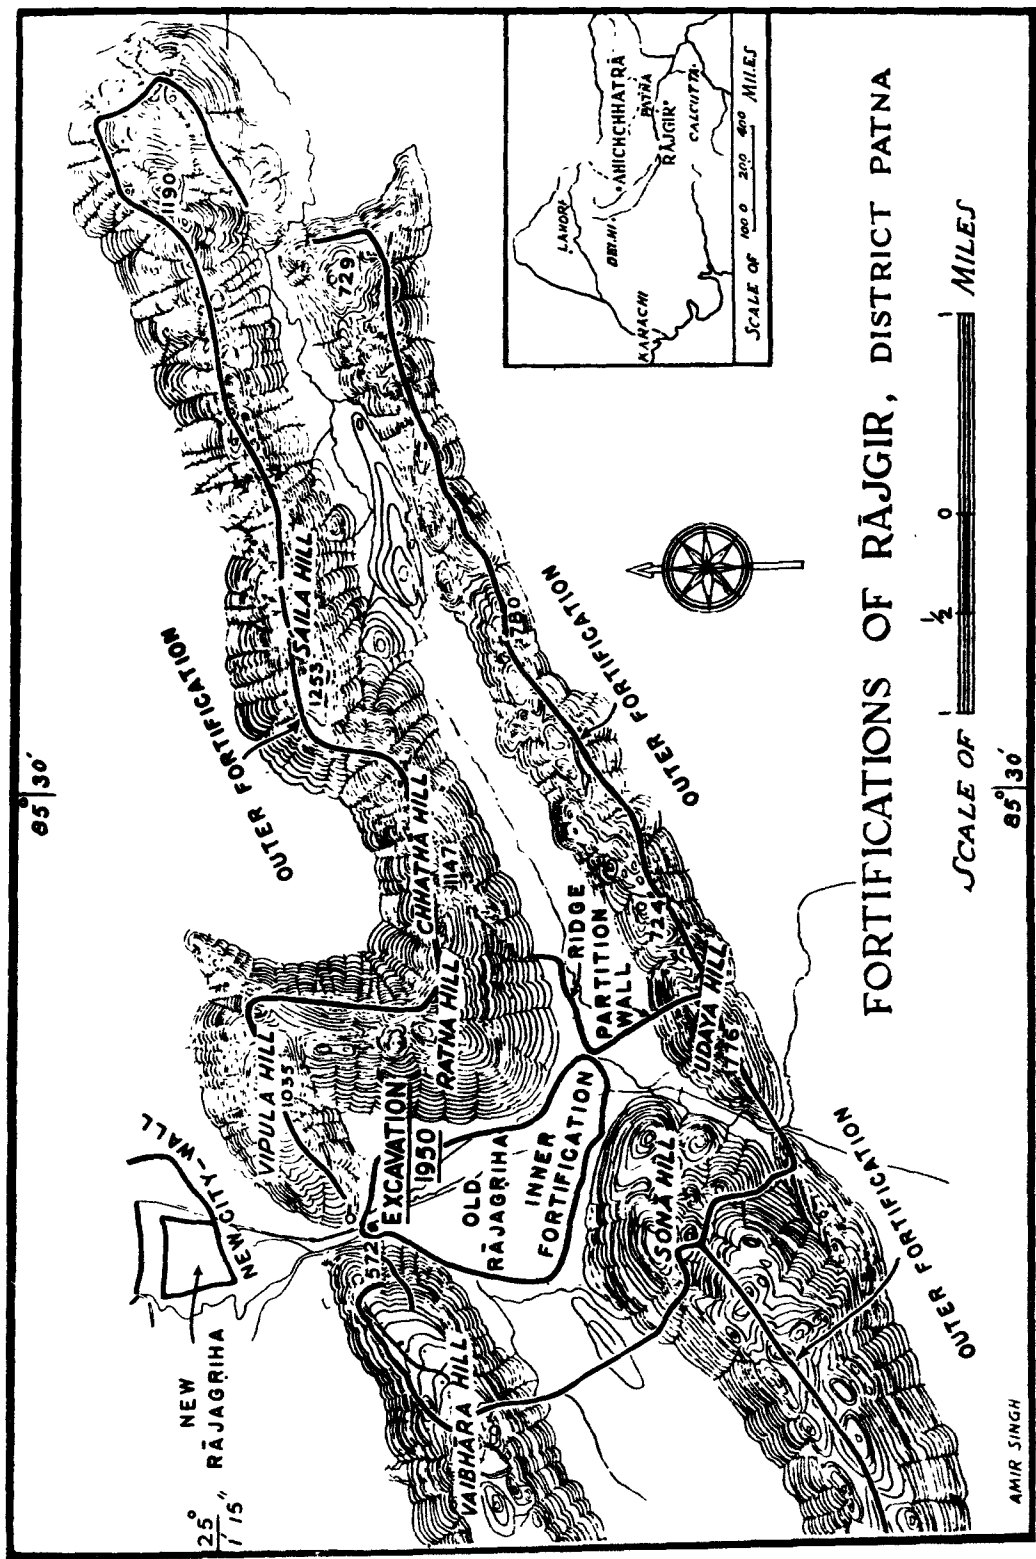 85° 30'
25°
1' 15"
NEW
RĀJAGRIHA
NEW CITY-WALL
VIPULA HILL
1035
572
VAIBHĀRA HILL
EXCAVATION
1950
RATNA HILL
CHHATHĀ HILL
1147
OUTER FORTIFICATION
SAILA HILL
1253
1190
729
OLD
RĀJAGRIHA
INNER
FORTIFICATION
RIDGE
PARTITION
WALL
780
OUTER FORTIFICATION
724
UDAYA HILL
776
SONĀ HILL
OUTER FORTIFICATION
LAHORE
DELHI
AHICHCHHATRĀ
PATNA
RĀJGIR
KARACHI
CALCUTTA
SCALE OF 100 0 200 400 MILES
FORTIFICATIONS OF RĀJGIR, DISTRICT PATNA
SCALE OF 1 ½ 0 1 MILES
85° 30'
AMIR SINGH